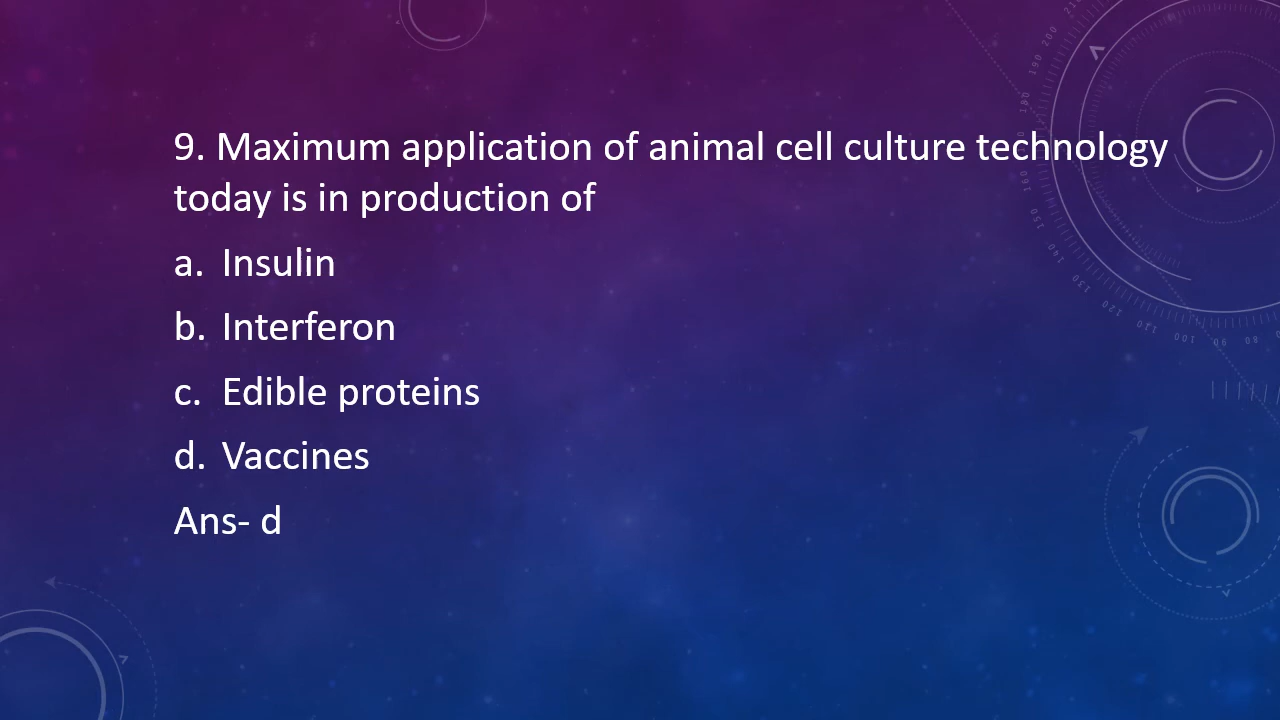 9. Maximum application of animal cell culture technology
today is in production of
a. Insulin
b. Interferon
c. Edible proteins
d. Vaccines
Ans- d